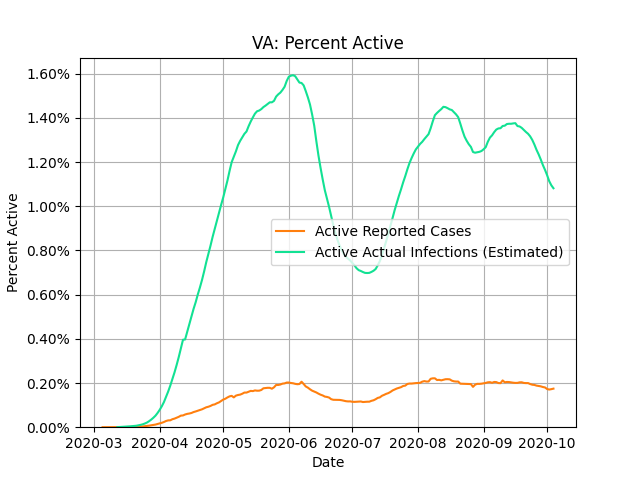 VA: Percent Active
1.60%
1.40%
1.20%
1.00%
0.80%
0.60%
0.40%
0.20%
0.00%
Percent Active
Active Reported Cases
Active Actual Infections (Estimated)
2020-03 2020-04 2020-05 2020-06 2020-07 2020-08 2020-09 2020-10
Date